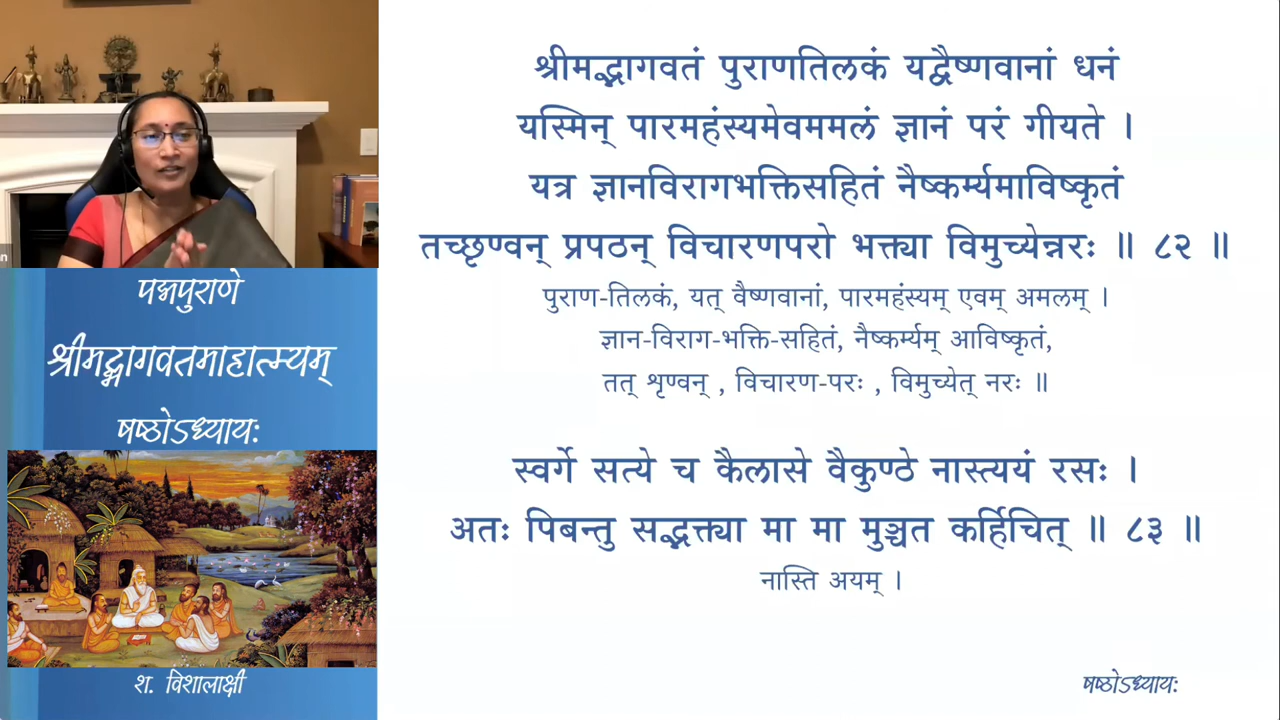 श्रीमद्भागवतं पुराणतिलकं यद्वैष्णवानां धनं
यस्मिन् पारमहंस्यमेवममलं ज्ञानं परं गीयते ।
यत्र ज्ञानविरागभक्तिसहितं नैष्कर्म्यमाविष्कृतं
तच्छृण्वन् प्रपठन् विचारणपरो भक्त्या विमुच्येन्नरः ॥ ८२ ॥
पुराण-तिलकं, यत् वैष्णवानां, पारमहंस्यम् एवम् अमलम् ।
ज्ञान-विराग-भक्ति-सहितं, नैष्कर्म्यम् आविष्कृतं,
तत् शृण्वन् , विचारण-परः , विमुच्येत् नरः ॥
स्वर्गे सत्ये च कैलासे वैकुण्ठे नास्त्ययं रसः ।
अतः पिबन्तु सद्भक्त्या मा मा मुञ्चत कर्हिचित् ॥ ८३ ॥
नास्ति अयम् ।
षष्ठोऽध्यायः
पद्मपुराणे
श्रीमद्भागवतमाहात्म्यम्
षष्ठोऽध्यायः
श. विशालाक्षी